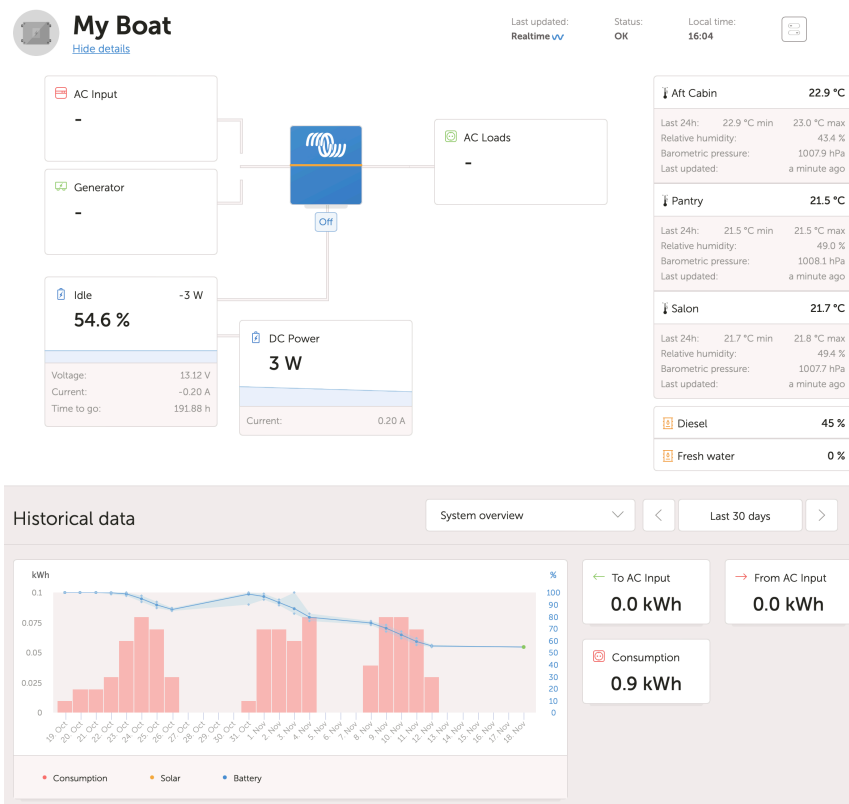 My Boat
Hide details
Last updated:
Realtime
Status:
OK
Local time:
16:04
AC Input
-
Generator
-
Off
AC Loads
-
Idle -3 W
54.6 %
Voltage: 13.12 V
Current: -0.20 A
Time to go: 191.88 h
DC Power
3 W
Current: 0.20 A
Aft Cabin 22.9 °C
Last 24h: 22.9 °C min 23.0 °C max
Relative humidity: 43.4 %
Barometric pressure: 1007.9 hPa
Last updated: a minute ago
Pantry 21.5 °C
Last 24h: 21.5 °C min 21.5 °C max
Relative humidity: 49.0 %
Barometric pressure: 1008.1 hPa
Last updated: a minute ago
Salon 21.7 °C
Last 24h: 21.7 °C min 21.8 °C max
Relative humidity: 49.4 %
Barometric pressure: 1007.7 hPa
Last updated: a minute ago
Diesel 45 %
Fresh water 0 %
Historical data
System overview
Last 30 days
kWh %
0.1
0.075
0.05
0.025
0
100
90
80
70
60
50
40
30
20
10
0
19. Oct
20. Oct
21. Oct
22. Oct
23. Oct
24. Oct
25. Oct
26. Oct
27. Oct
28. Oct
29. Oct
30. Oct
31. Oct
1. Nov
2. Nov
3. Nov
4. Nov
5. Nov
6. Nov
7. Nov
8. Nov
9. Nov
10. Nov
11. Nov
12. Nov
13. Nov
14. Nov
15. Nov
16. Nov
17. Nov
18. Nov
Consumption
Solar
Battery
To AC Input
0.0 kWh
From AC Input
0.0 kWh
Consumption
0.9 kWh